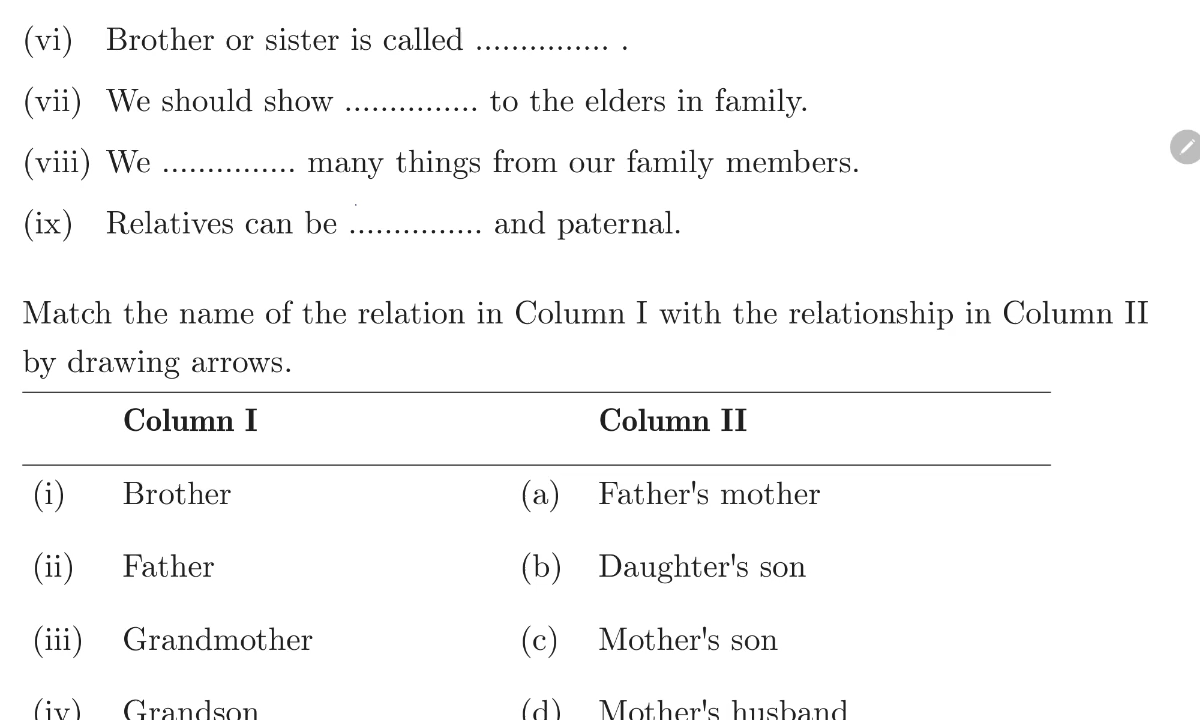 (vi) Brother or sister is called ............... .
(vii) We should show ............... to the elders in family.
(viii) We ............... many things from our family members.
(ix) Relatives can be ............... and paternal.
Match the name of the relation in Column I with the relationship in Column II
by drawing arrows.
Column I Column II
(i) Brother (a) Father's mother
(ii) Father (b) Daughter's son
(iii) Grandmother (c) Mother's son
(iv) Grandson (d) Mother's husband